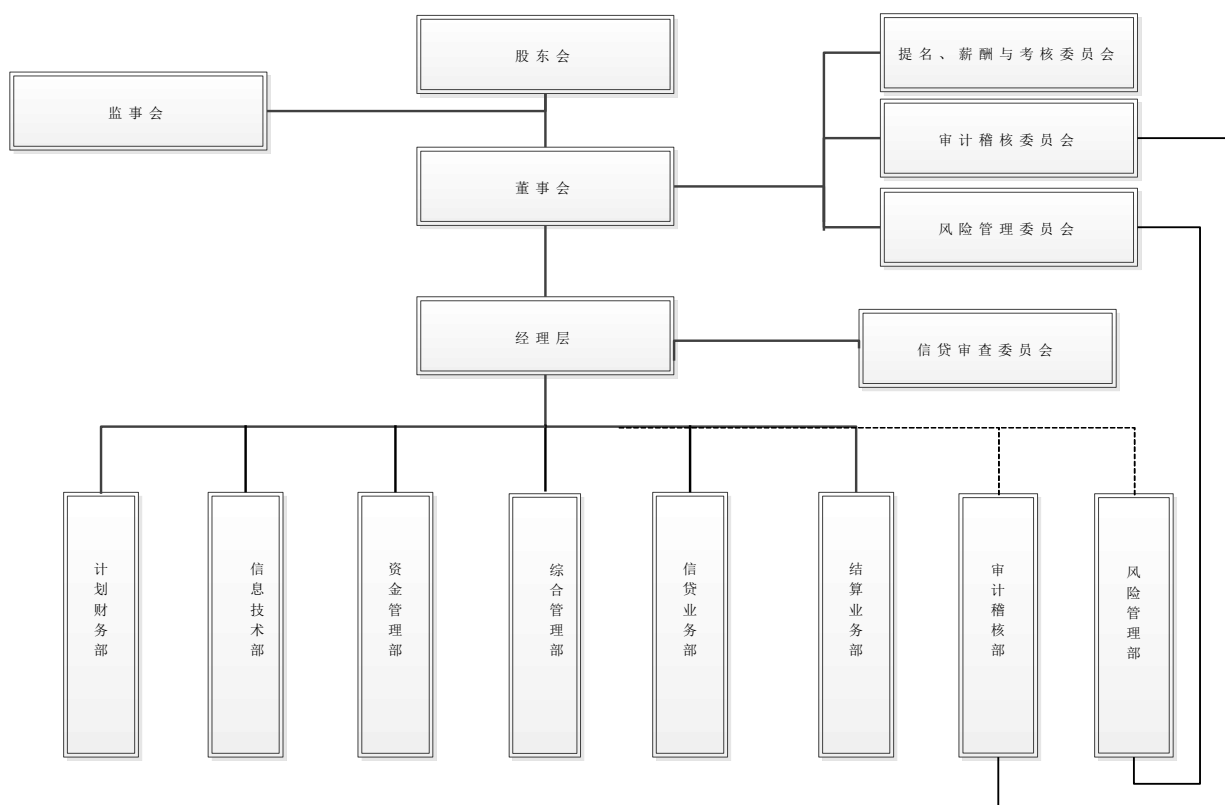 股东会
提名、薪酬与考核委员会
监事会
审计稽核委员会
董事会
风险管理委员会
经理层
信贷审查委员会
计划财务部
信息技术部
资金管理部
综合管理部
信贷业务部
结算业务部
审计稽核部
风险管理部